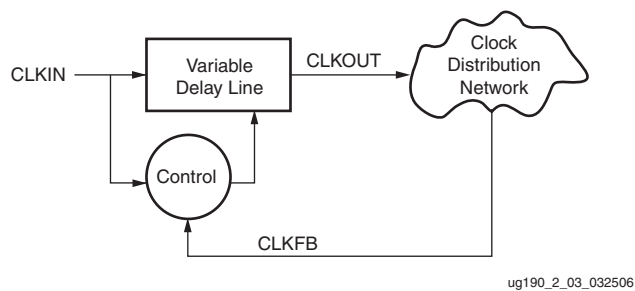 CLKIN
Variable
Delay Line
CLKOUT
Clock
Distribution
Network
Control
CLKFB
ug190_2_03_032506